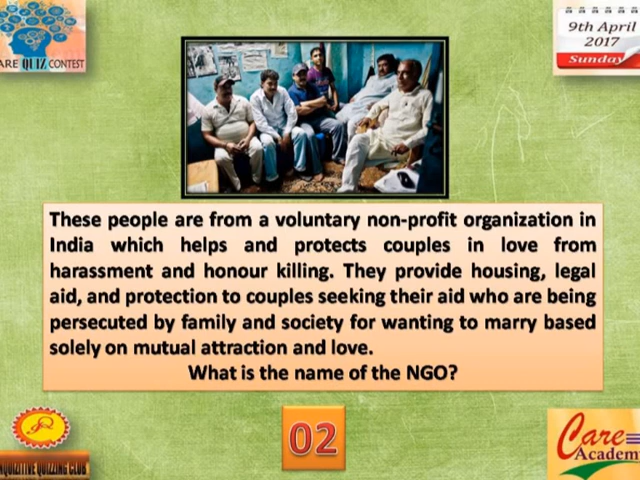 ARE QUIZ CONTEST
9th April
2017
Sunday
These people are from a voluntary non-profit organization in
India which helps and protects couples in love from
harassment and honour killing. They provide housing, legal
aid, and protection to couples seeking their aid who are being
persecuted by family and society for wanting to marry based
solely on mutual attraction and love.
What is the name of the NGO?
02
NQUIZITIVE QUIZZING CLUB
Care
Academy